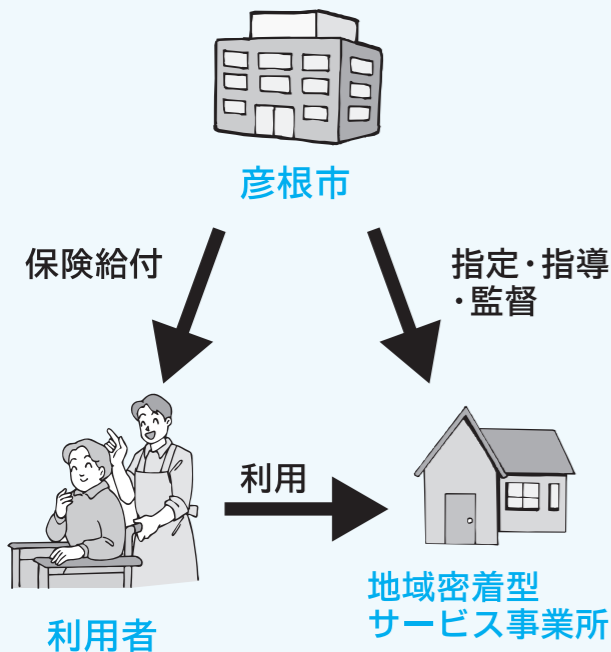 彦根市
保険給付
指定・指導
・監督
利用
地域密着型
サービス事業所
利用者